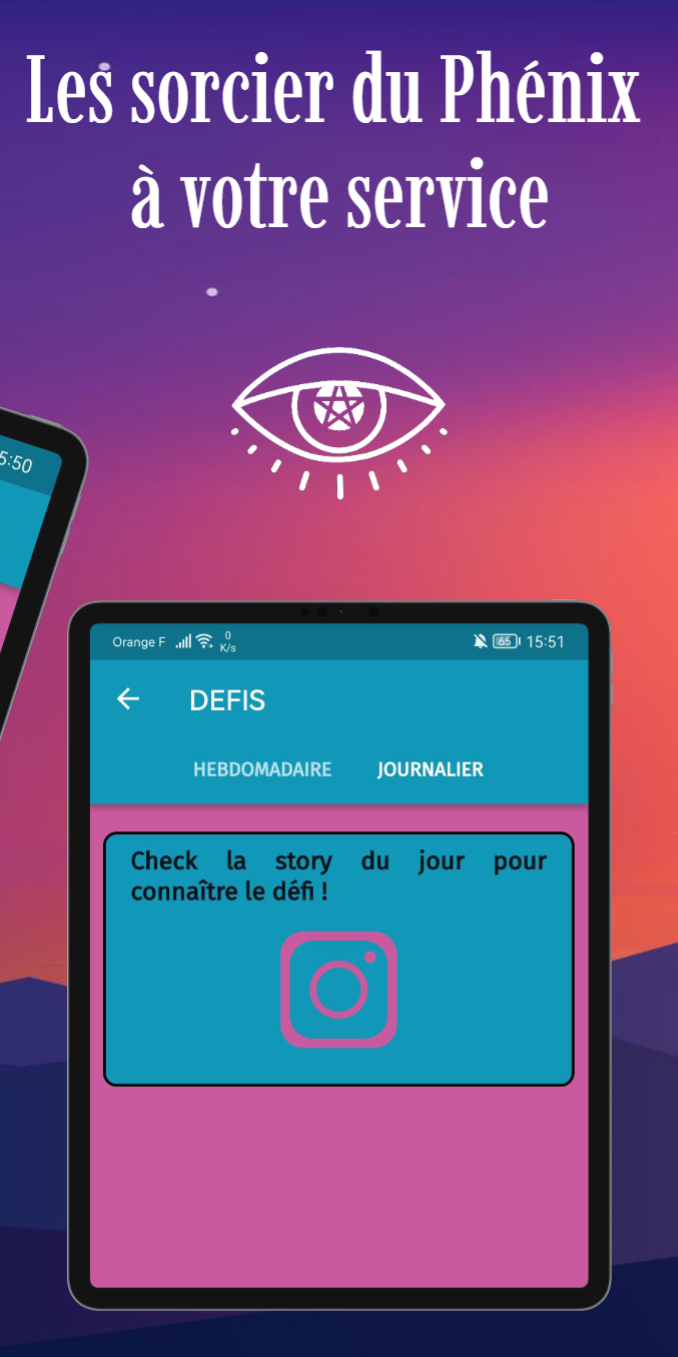 Les sorcier du Phénix
à votre service
5:50
Orange F 0 K/s 65 15:51
DEFIS
HEBDOMADAIRE JOURNALIER
Check la story du jour pour
connaître le défi !